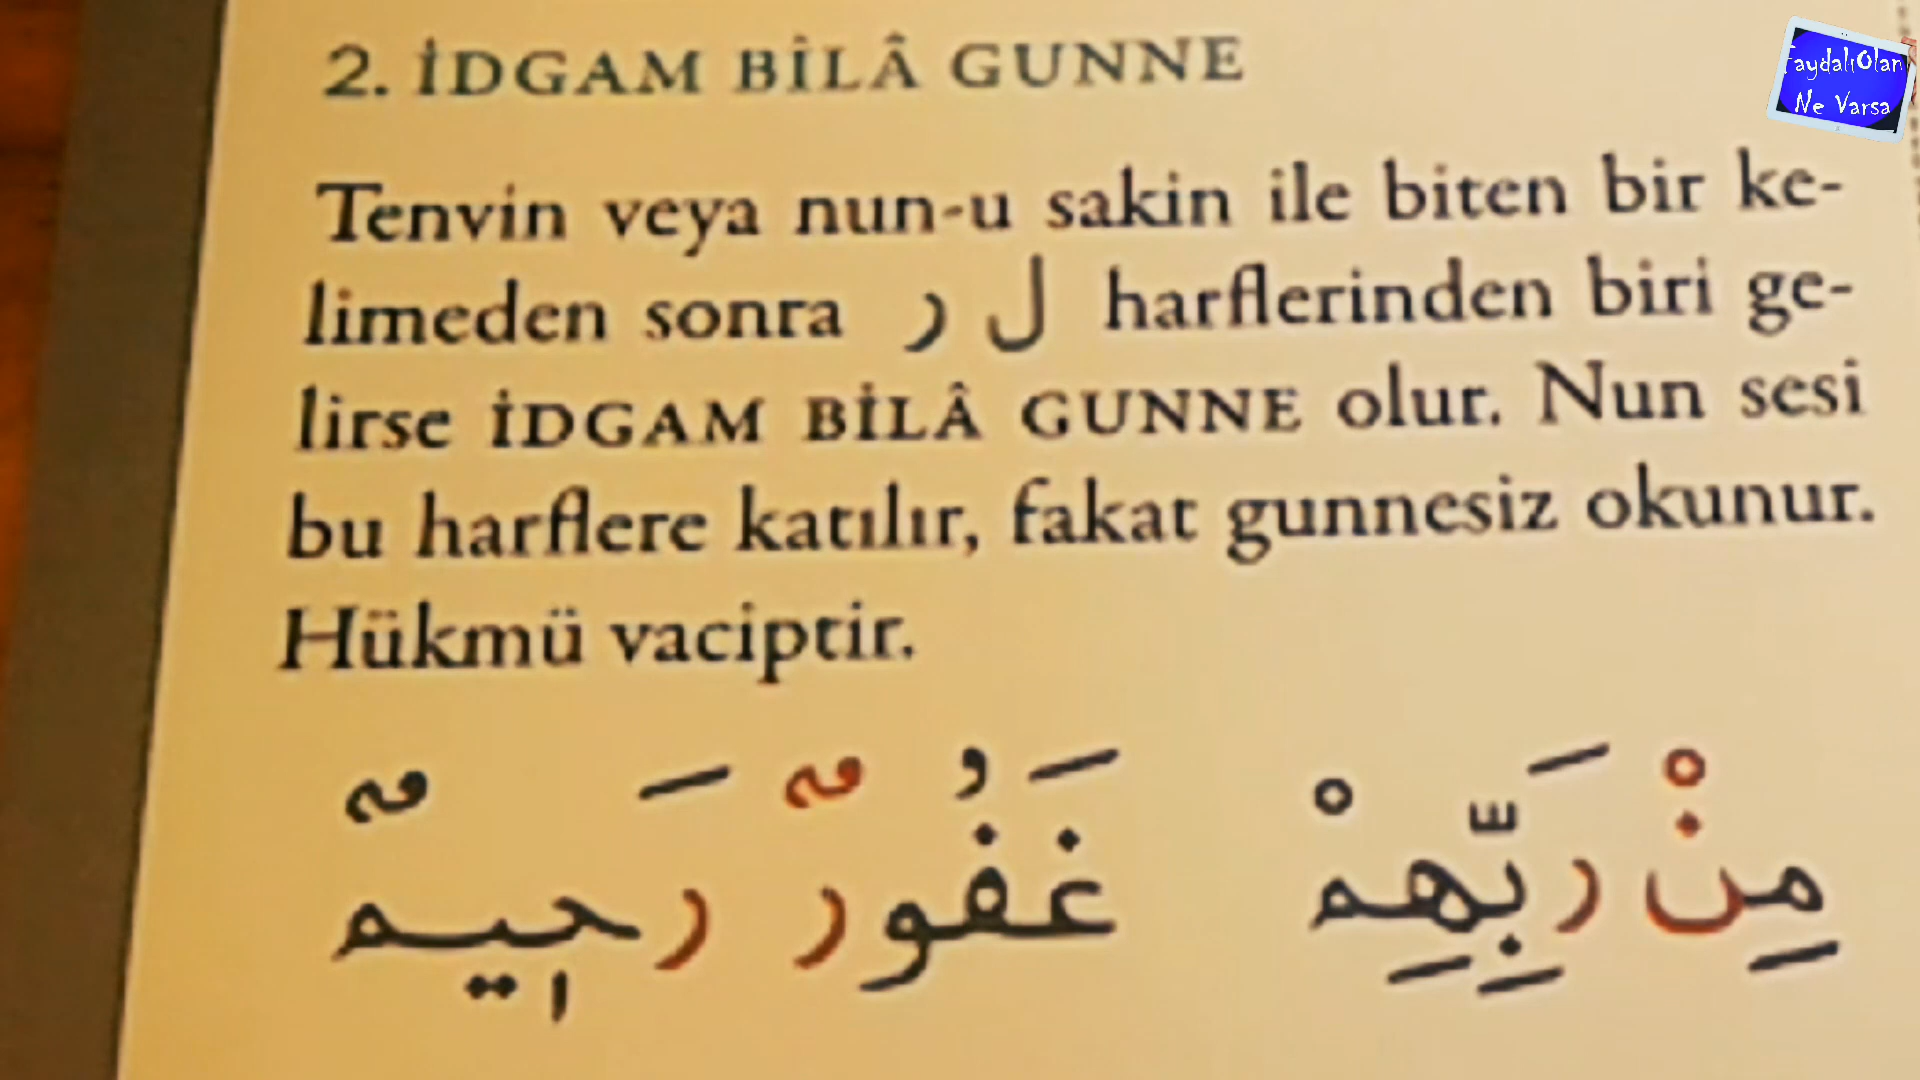 2. İDGAM BİLÂ GUNNE
FaydalıOlan
Ne Varsa
Tenvin veya nun-u sakin ile biten bir ke-
limeden sonra ر ل harflerinden biri ge-
lirse İDGAM BİLÂ GUNNE olur. Nun sesi
bu harflere katılır, fakat gunnesiz okunur.
Hükmü vaciptir.
مِنْ رَبِّهِمْ غَفُورٌ رَحٖيمٌ